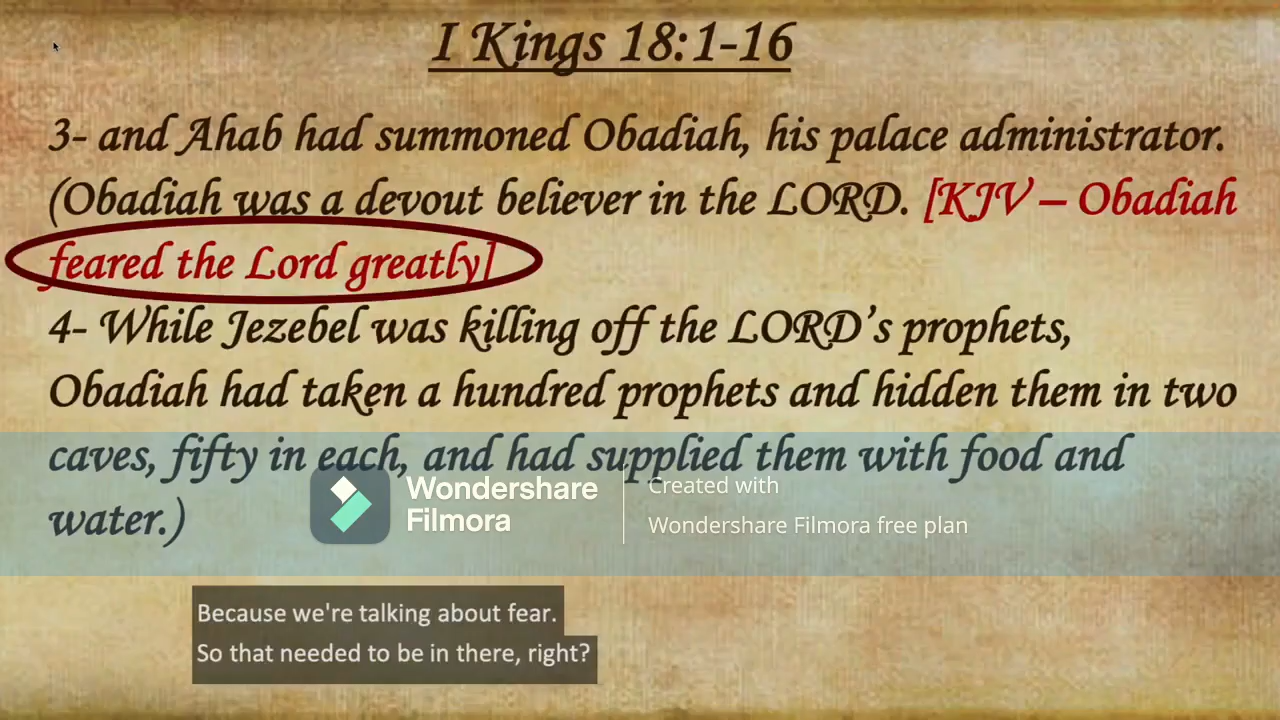 I Kings 18:1-16
3- and Ahab had summoned Obadiah, his palace administrator.
(Obadiah was a devout believer in the LORD. [KJV – Obadiah
feared the Lord greatly]
4- While Jezebel was killing off the LORD's prophets,
Obadiah had taken a hundred prophets and hidden them in two
caves, fifty in each, and had supplied them with food and
water.)
Wondershare
Filmora
Created with
Wondershare Filmora free plan
Because we're talking about fear.
So that needed to be in there, right?